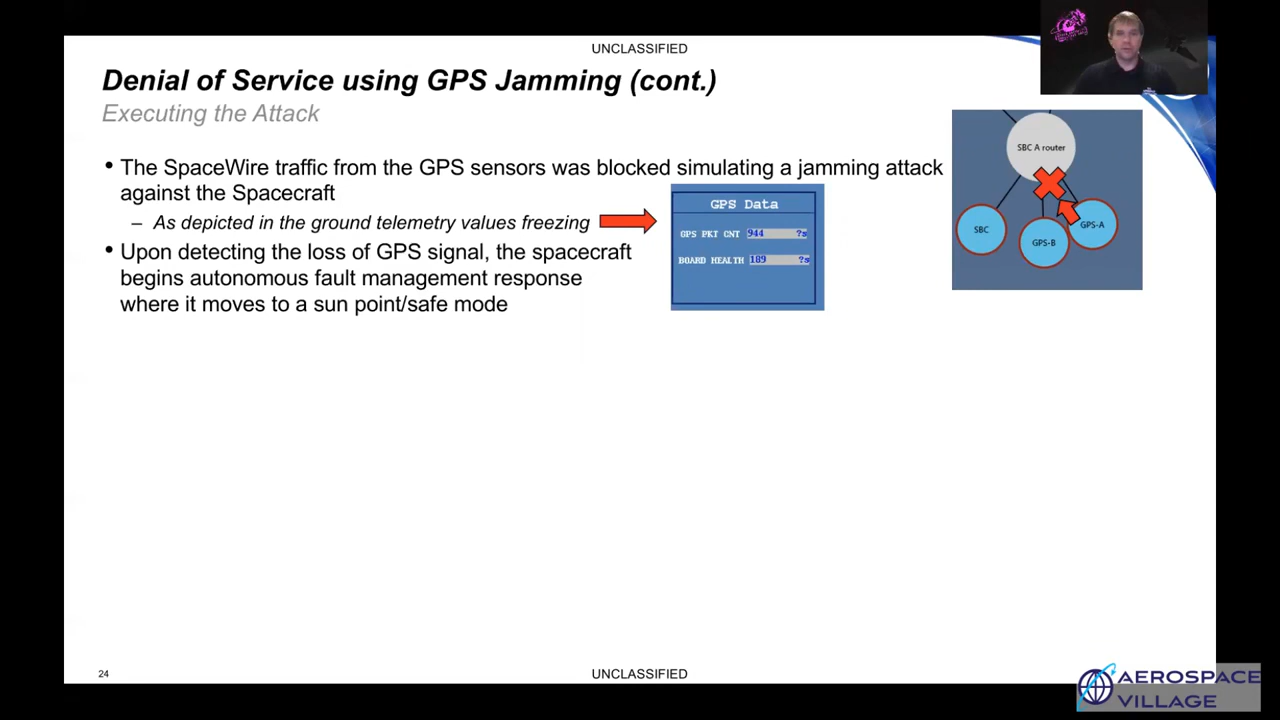 UNCLASSIFIED
Denial of Service using GPS Jamming (cont.)
Executing the Attack
• The SpaceWire traffic from the GPS sensors was blocked simulating a jamming attack
against the Spacecraft
– As depicted in the ground telemetry values freezing
• Upon detecting the loss of GPS signal, the spacecraft
begins autonomous fault management response
where it moves to a sun point/safe mode
GPS Data
GPS PKT CNT 944 ?s
BOARD HEALTH 189 ?s
SBC A router
SBC
GPS-B
GPS-A
24
UNCLASSIFIED
AEROSPACE
VILLAGE